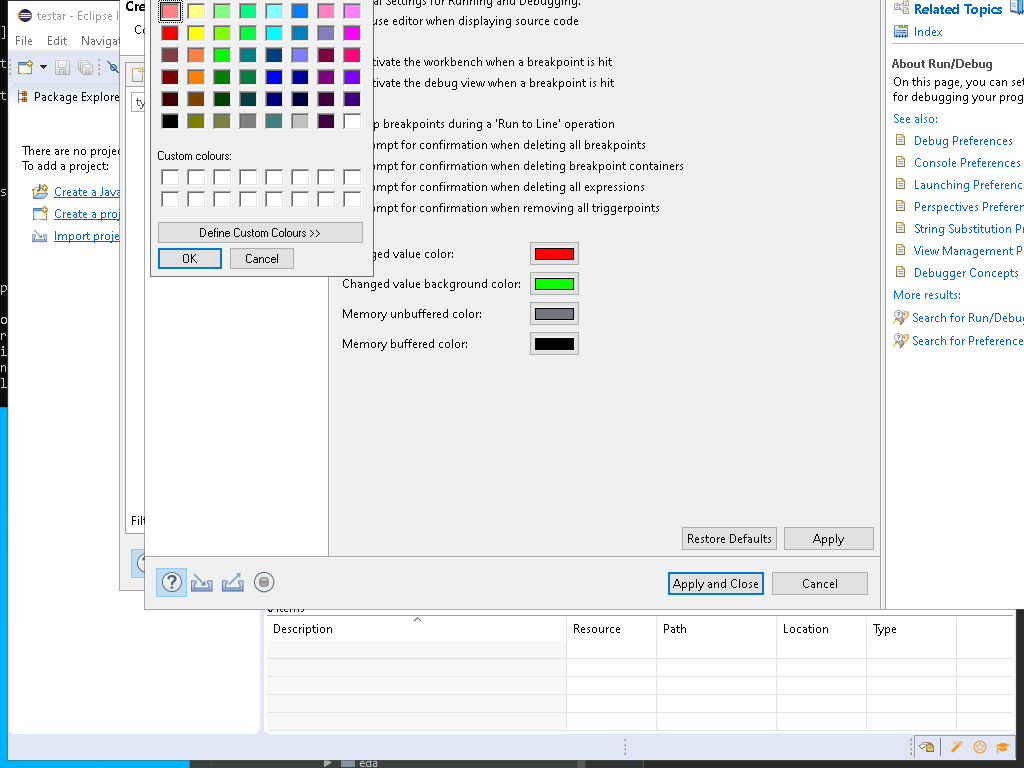 testar - Eclipse I
File Edit Navigat
Package Explore
There are no projec
To add a project:
Create a Java
Create a proj
Import proje
Cre
ty
Filt
Custom colours:
Define Custom Colours >>
OK
Cancel
al Settings for Running and Debugging.
use editor when displaying source code
tivate the workbench when a breakpoint is hit
tivate the debug view when a breakpoint is hit
p breakpoints during a 'Run to Line' operation
ompt for confirmation when deleting all breakpoints
ompt for confirmation when deleting breakpoint containers
ompt for confirmation when deleting all expressions
ompt for confirmation when removing all triggerpoints
ged value color:
Changed value background color:
Memory unbuffered color:
Memory buffered color:
Restore Defaults
Apply
Apply and Close
Cancel
Related Topics
Index
About Run/Debug
On this page, you can set
for debugging your prog
See also:
Debug Preferences
Console Preferences
Launching Preferenc
Perspectives Preferen
String Substitution P
View Management P
Debugger Concepts
More results:
Search for Run/Debug
Search for Preference
Description
Resource
Path
Location
Type
eda